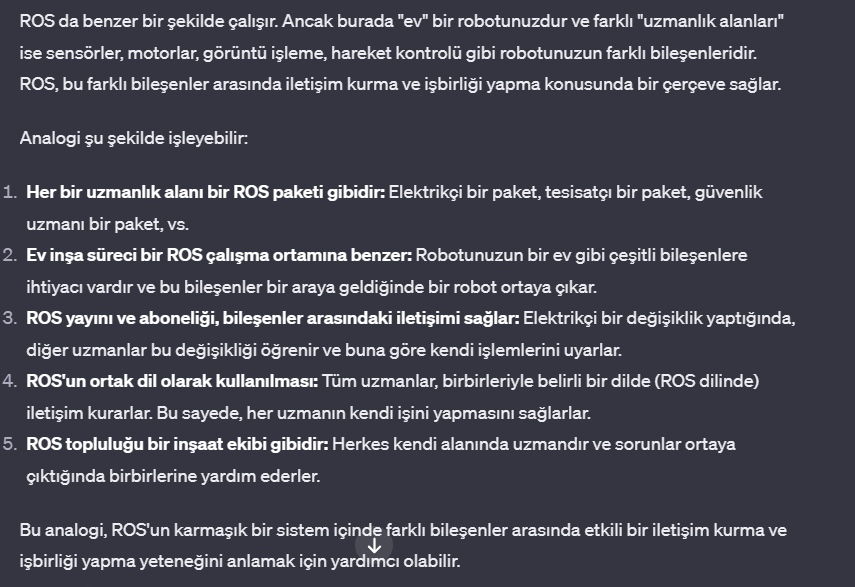 ROS da benzer bir şekilde çalışır. Ancak burada "ev" bir robotunuzdur ve farklı "uzmanlık alanları"
ise sensörler, motorlar, görüntü işleme, hareket kontrolü gibi robotunuzun farklı bileşenleridir.
ROS, bu farklı bileşenler arasında iletişim kurma ve işbirliği yapma konusunda bir çerçeve sağlar.
Analogi şu şekilde işleyebilir:
1. Her bir uzmanlık alanı bir ROS paketi gibidir: Elektrikçi bir paket, tesisatçı bir paket, güvenlik
uzmanı bir paket, vs.
2. Ev inşa süreci bir ROS çalışma ortamına benzer: Robotunuzun bir ev gibi çeşitli bileşenlere
ihtiyacı vardır ve bu bileşenler bir araya geldiğinde bir robot ortaya çıkar.
3. ROS yayını ve aboneliği, bileşenler arasındaki iletişimi sağlar: Elektrikçi bir değişiklik yaptığında,
diğer uzmanlar bu değişikliği öğrenir ve buna göre kendi işlemlerini uyarlar.
4. ROS'un ortak dil olarak kullanılması: Tüm uzmanlar, birbirleriyle belirli bir dilde (ROS dilinde)
iletişim kurarlar. Bu sayede, her uzmanın kendi işini yapmasını sağlarlar.
5. ROS topluluğu bir inşaat ekibi gibidir: Herkes kendi alanında uzmandır ve sorunlar ortaya
çıktığında birbirlerine yardım ederler.
Bu analogi, ROS'un karmaşık bir sistem içinde farklı bileşenler arasında etkili bir iletişim kurma ve
işbirliği yapma yeteneğini anlamak için yardımcı olabilir.